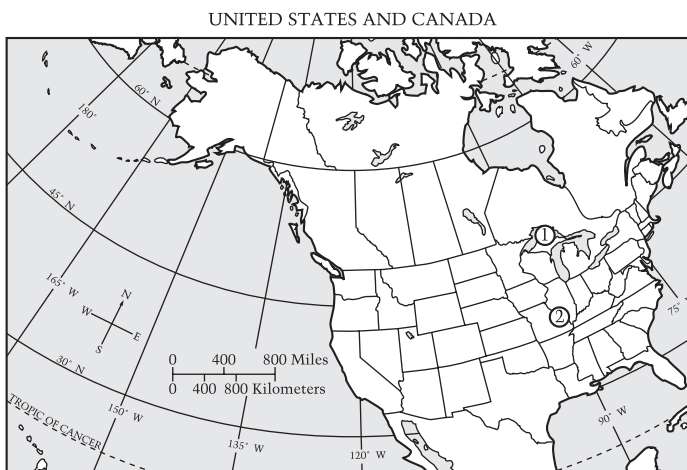 UNITED STATES AND CANADA
60° W
60° N
180°
45° N
1
165° W
W
N
E
S
2
75°
0 400 800 Miles
0 400 800 Kilometers
30° N
TROPIC OF CANCER
150° W
135° W
120° W
90° W